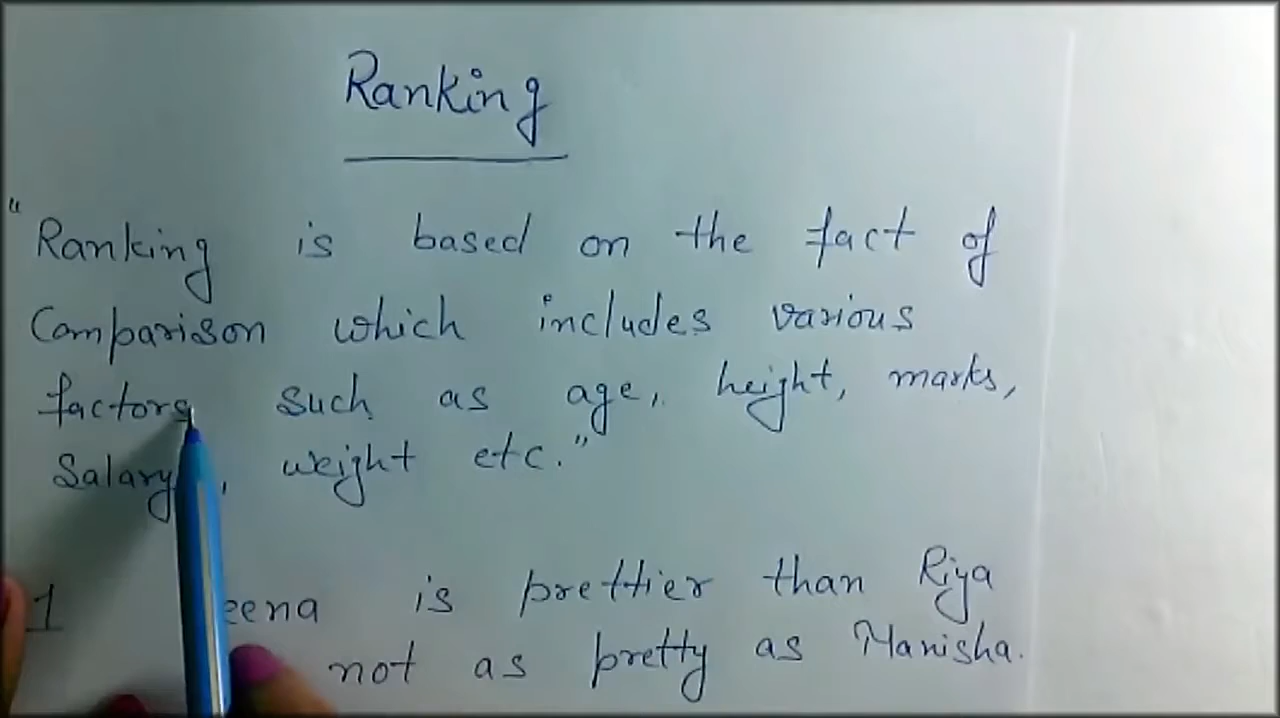 Ranking
"Ranking is based on the fact of
Comparison which includes various
factors such as age, height, marks,
Salary, weight etc."
1 is prettier than Riya
not as pretty as Manisha.